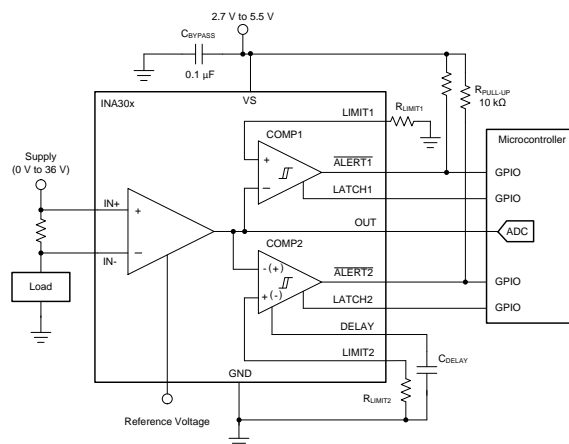 2.7 V to 5.5 V
CBYPASS
0.1 µF
RPULL-UP
10 kΩ
INA30x
VS
LIMIT1
RLIMIT1
Microcontroller
COMP1
ALERT1
GPIO
+
−
LATCH1
GPIO
Supply
(0 V to 36 V)
IN+
+
OUT
ADC
IN-
−
COMP2
-(+)
ALERT2
GPIO
+(-)
LATCH2
GPIO
Load
DELAY
LIMIT2
CDELAY
GND
RLIMIT2
Reference Voltage